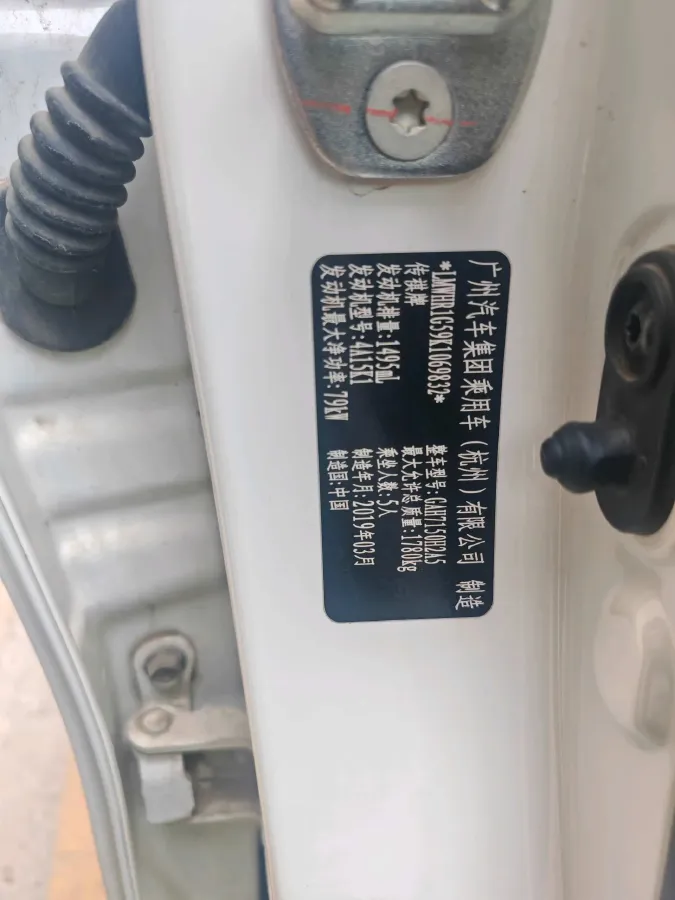 广州汽车集团乘用车（杭州）有限公司 制造
*LMWHR1G59K1069832*
传祺牌 整车型号:GAH7150H2A5
发动机排量:1495mL 最大允许总质量:1780kg
发动机型号:4A15K1 乘坐人数:5人
发动机最大净功率:79kW 制造年月:2019年03月
制造国:中国